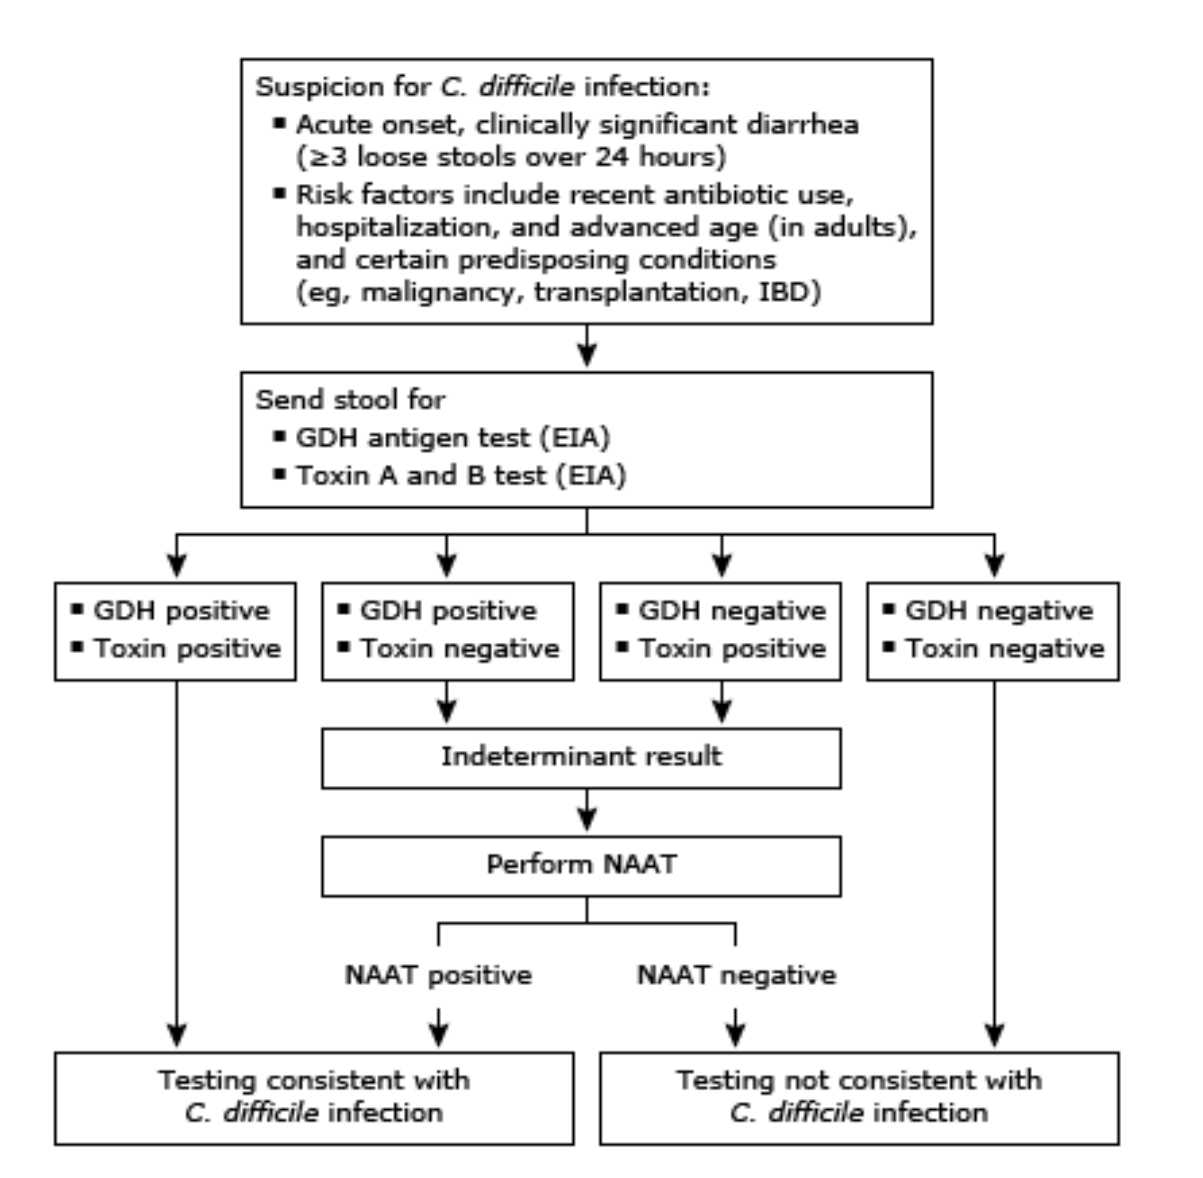 Suspicion for C. difficile infection:
▪ Acute onset, clinically significant diarrhea
(≥3 loose stools over 24 hours)
▪ Risk factors include recent antibiotic use,
hospitalization, and advanced age (in adults),
and certain predisposing conditions
(eg, malignancy, transplantation, IBD)
Send stool for
▪ GDH antigen test (EIA)
▪ Toxin A and B test (EIA)
▪ GDH positive
▪ Toxin positive
▪ GDH positive
▪ Toxin negative
▪ GDH negative
▪ Toxin positive
▪ GDH negative
▪ Toxin negative
Indeterminant result
Perform NAAT
NAAT positive
NAAT negative
Testing consistent with
C. difficile infection
Testing not consistent with
C. difficile infection